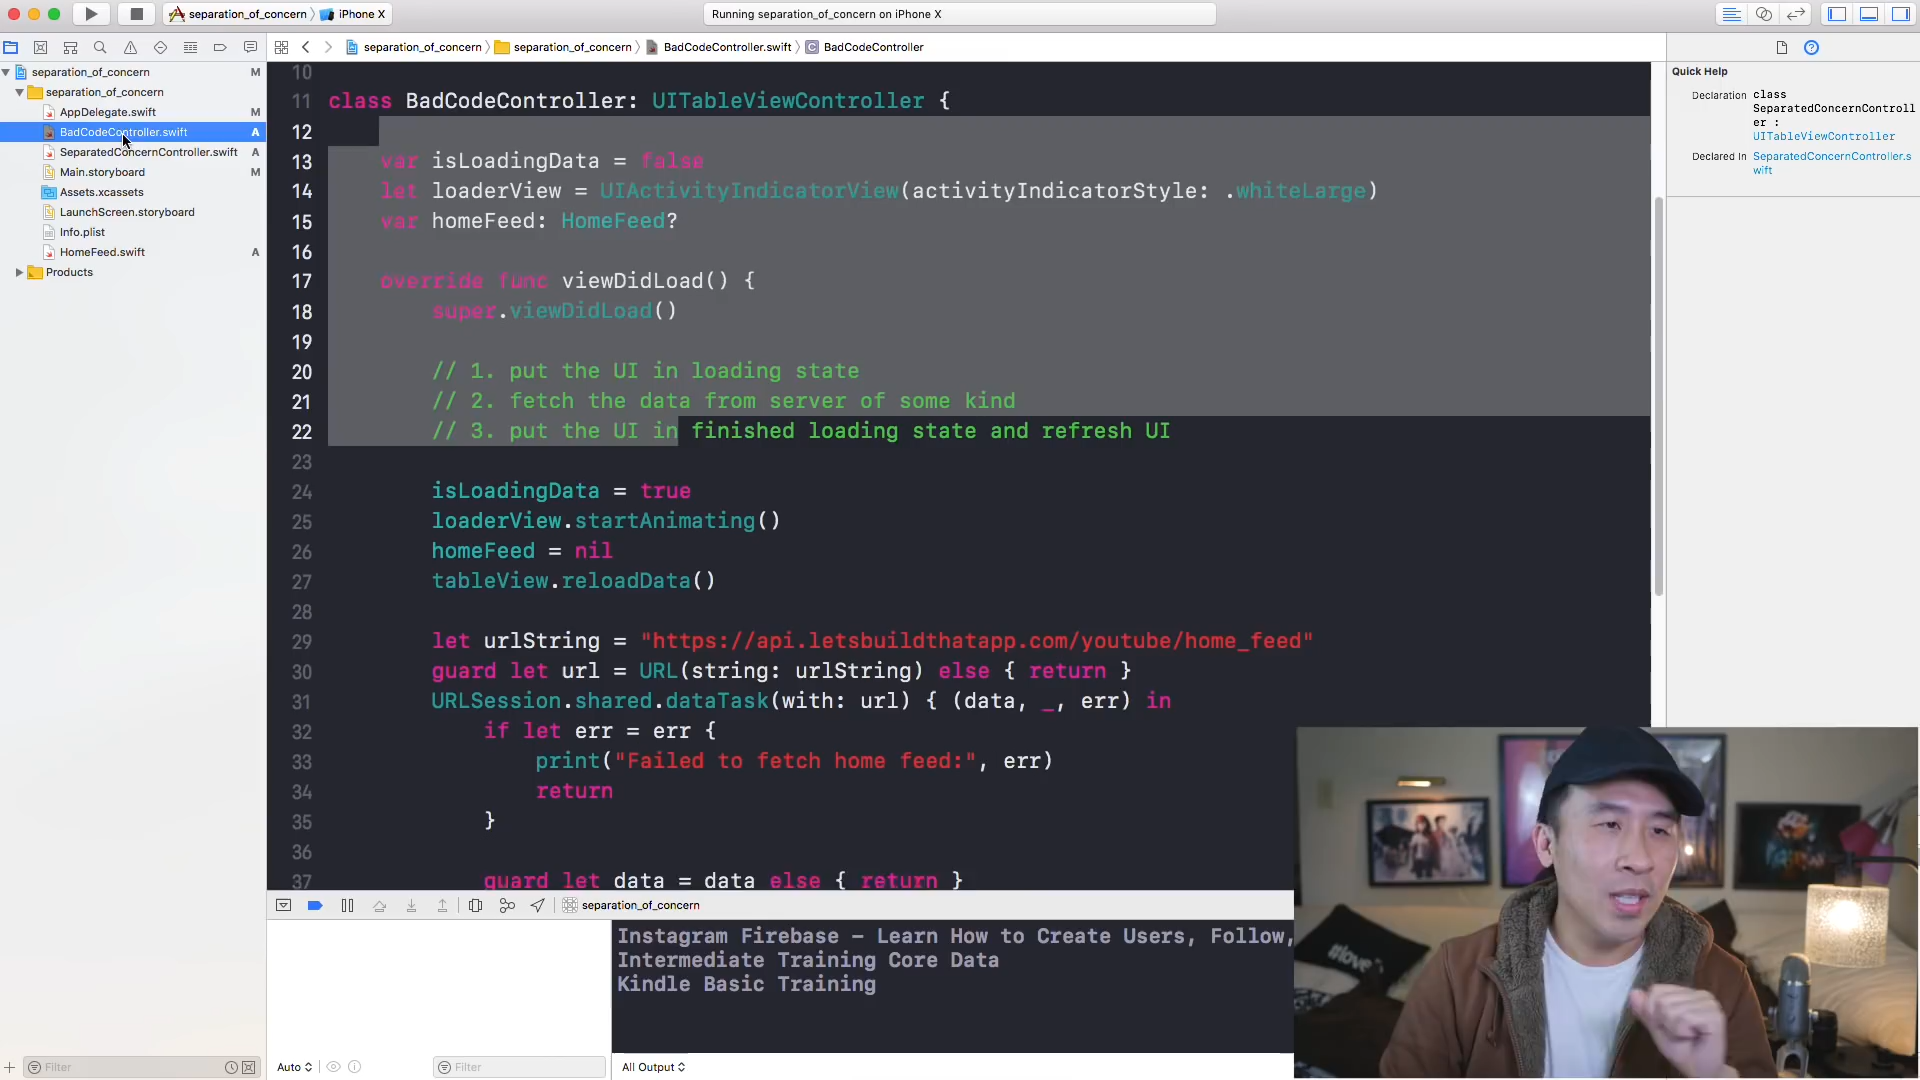 separation_of_concern
iPhone X
Running separation_of_concern on iPhone X
separation_of_concern
separation_of_concern
BadCodeController.swift
BadCodeController
separation_of_concern M
separation_of_concern
AppDelegate.swift M
BadCodeController.swift A
SeparatedConcernController.swift A
Main.storyboard M
Assets.xcassets
LaunchScreen.storyboard
Info.plist
HomeFeed.swift A
Products
Filter
10
11 class BadCodeController: UITableViewController {
12
13 var isLoadingData = false
14 let loaderView = UIActivityIndicatorView(activityIndicatorStyle: .whiteLarge)
15 var homeFeed: HomeFeed?
16
17 override func viewDidLoad() {
18 super.viewDidLoad()
19
20 // 1. put the UI in loading state
21 // 2. fetch the data from server of some kind
22 // 3. put the UI in finished loading state and refresh UI
23
24 isLoadingData = true
25 loaderView.startAnimating()
26 homeFeed = nil
27 tableView.reloadData()
28
29 let urlString = "https://api.letsbuildthatapp.com/youtube/home_feed"
30 guard let url = URL(string: urlString) else { return }
31 URLSession.shared.dataTask(with: url) { (data, _, err) in
32 if let err = err {
33 print("Failed to fetch home feed:", err)
34 return
35 }
36
37 guard let data = data else { return }
separation_of_concern
Instagram Firebase – Learn How to Create Users, Follow,
Intermediate Training Core Data
Kindle Basic Training
Auto
Filter
All Output
Quick Help
Declaration class
SeparatedConcernControll
er :
UITableViewController
Declared In SeparatedConcernController.s
wift
#love